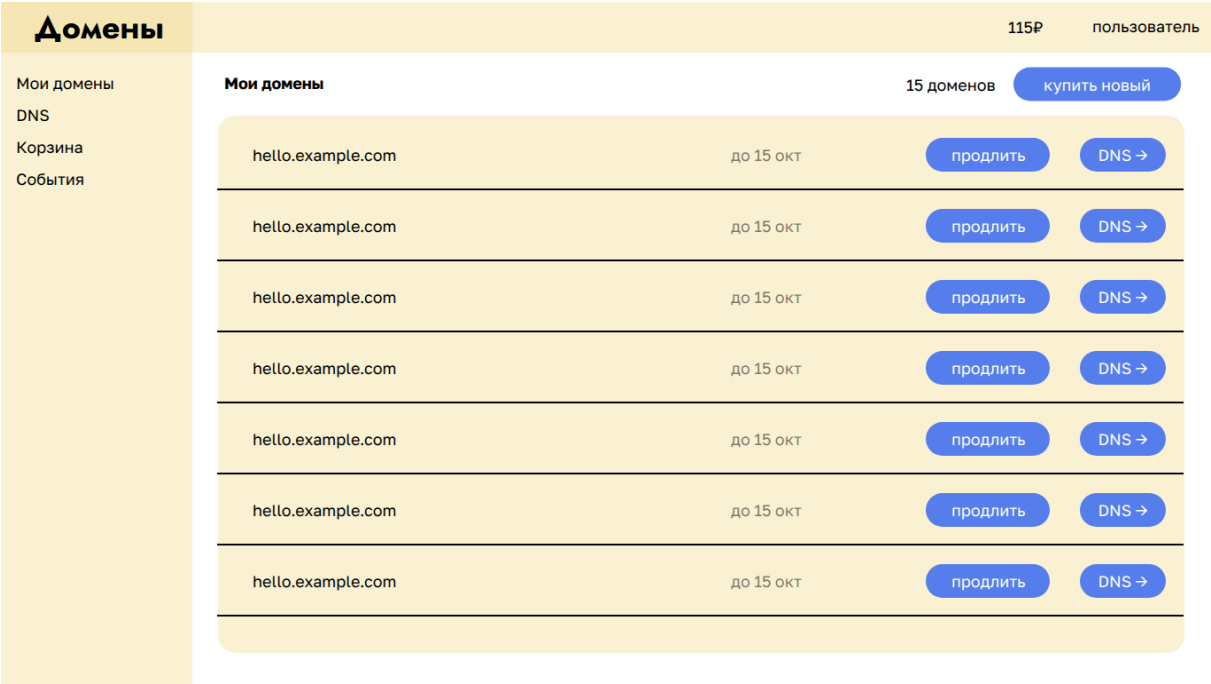 Домены
115₽ пользователь
Мои домены
DNS
Корзина
События
Мои домены 15 доменов купить новый
hello.example.com до 15 окт продлить DNS →
hello.example.com до 15 окт продлить DNS →
hello.example.com до 15 окт продлить DNS →
hello.example.com до 15 окт продлить DNS →
hello.example.com до 15 окт продлить DNS →
hello.example.com до 15 окт продлить DNS →
hello.example.com до 15 окт продлить DNS →